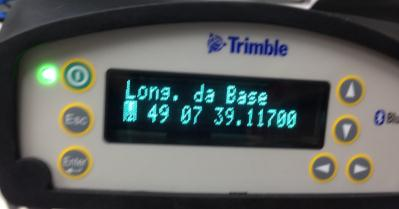 Trimble
Long. da Base
49 07 39.11700
Esc
Enter